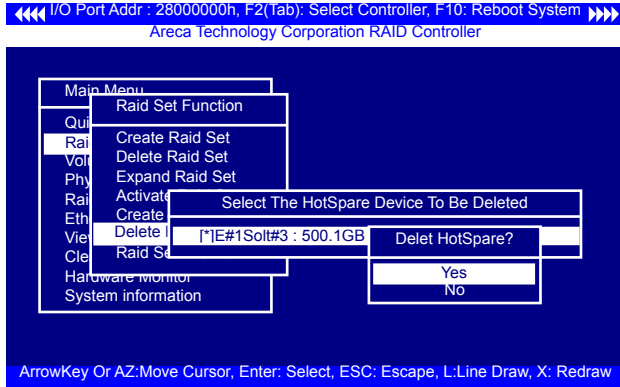 I/O Port Addr : 28000000h, F2(Tab): Select Controller, F10: Reboot System
Areca Technology Corporation RAID Controller
Main Menu
Raid Set Function
Qui
Create Raid Set
Rai
Delete Raid Set
Vol
Expand Raid Set
Phy
Activate
Rai
Select The HotSpare Device To Be Deleted
Create
Eth
Delete
[*]E#1Solt#3 : 500.1GB
Delet HotSpare?
Vie
Raid Se
Cle
Yes
Hardware Monitor
No
System information
ArrowKey Or AZ:Move Cursor, Enter: Select, ESC: Escape, L:Line Draw, X: Redraw